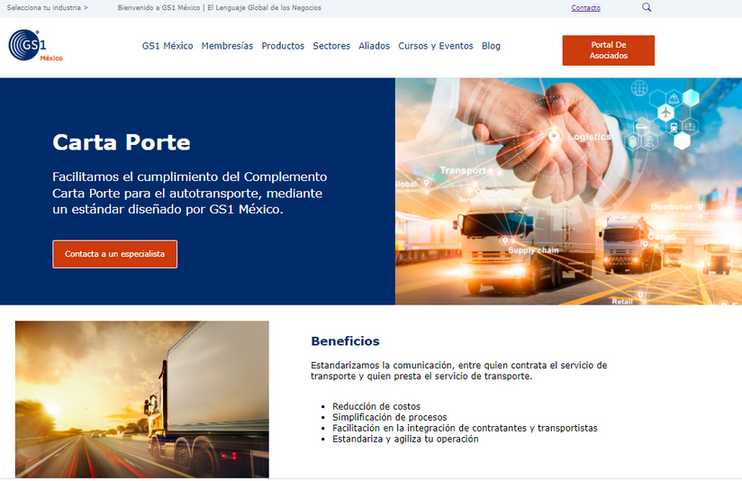 Selecciona tu industria >
Bienvenido a GS1 México | El Lenguaje Global de los Negocios
Contacto
GS1
México
GS1 México
Membresías
Productos
Sectores
Aliados
Cursos y Eventos
Blog
Portal De
Asociados
Carta Porte
Facilitamos el cumplimiento del Complemento
Carta Porte para el autotransporte, mediante
un estándar diseñado por GS1 México.
Contacta a un especialista
Logistics
Transport
Global
Distribution
Supply chain
Retail
Beneficios
Estandarizamos la comunicación, entre quien contrata el servicio de
transporte y quien presta el servicio de transporte.
• Reducción de costos
• Simplificación de procesos
• Facilitación en la integración de contratantes y transportistas
• Estandariza y agiliza tu operación